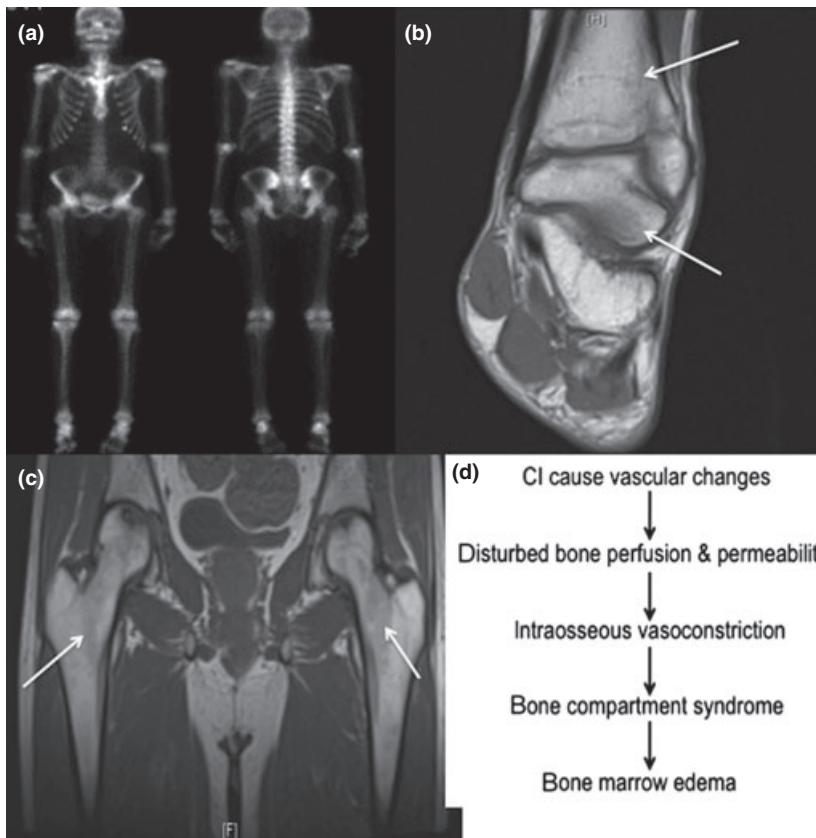 (a)
(b)
[H]
(c)
[F]
(d)
CI cause vascular changes
Disturbed bone perfusion & permeabilit
Intraosseous vasoconstriction
Bone compartment syndrome
Bone marrow edema